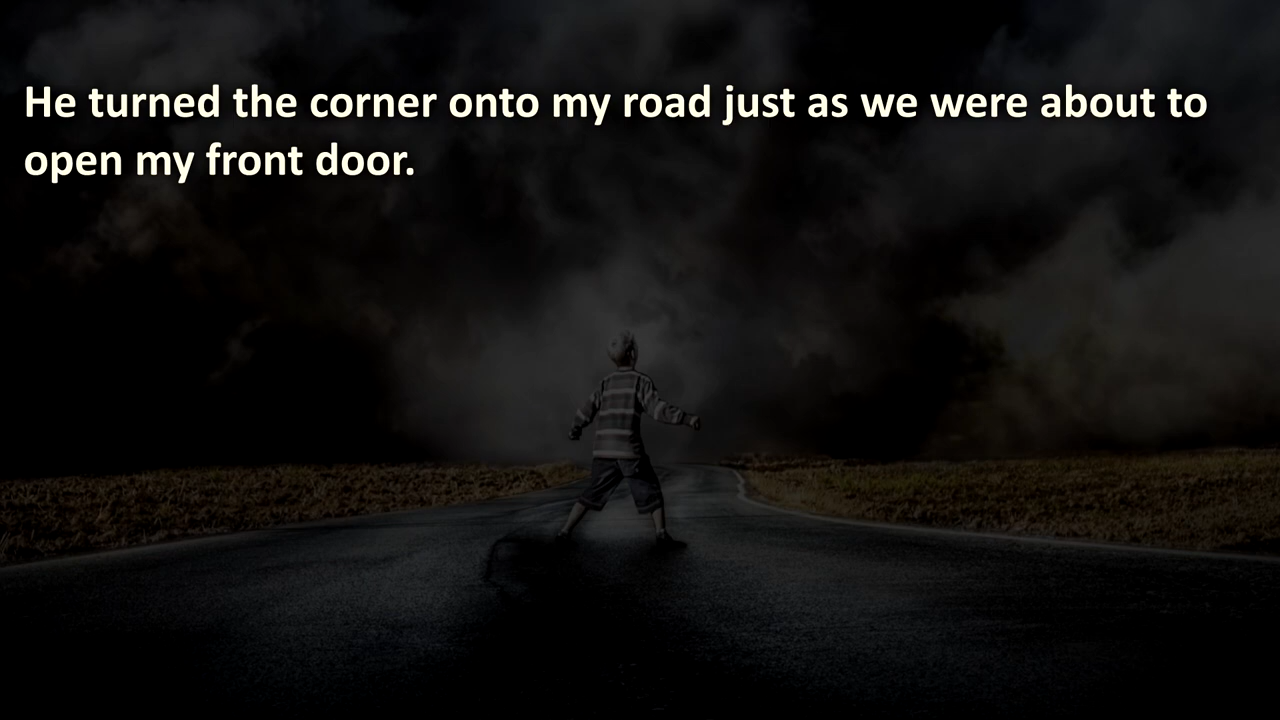 He turned the corner onto my road just as we were about to
open my front door.